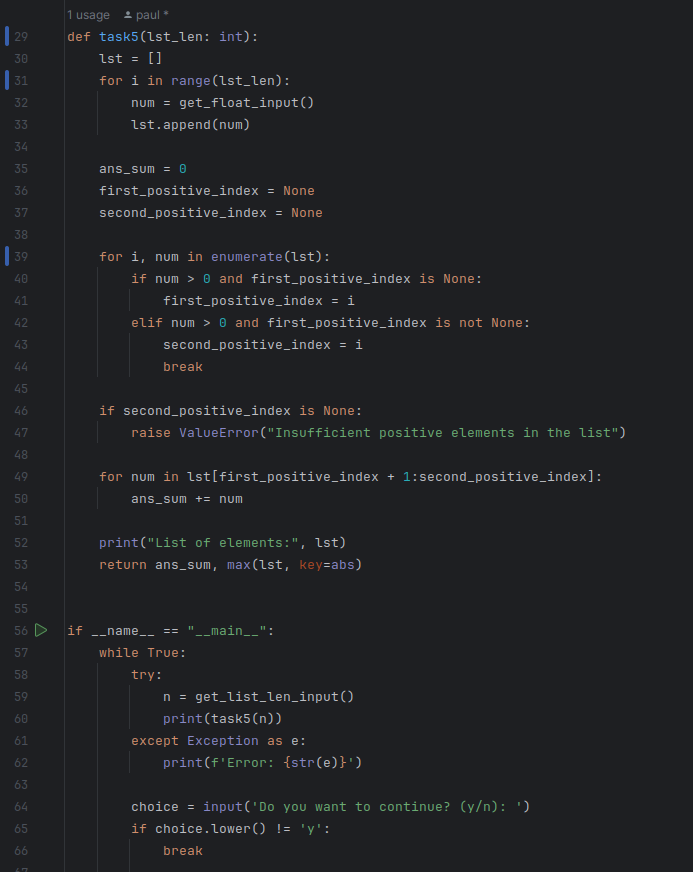 1 usage paul *
29 def task5(lst_len: int):
30 lst = []
31 for i in range(lst_len):
32 num = get_float_input()
33 lst.append(num)
34
35 ans_sum = 0
36 first_positive_index = None
37 second_positive_index = None
38
39 for i, num in enumerate(lst):
40 if num > 0 and first_positive_index is None:
41 first_positive_index = i
42 elif num > 0 and first_positive_index is not None:
43 second_positive_index = i
44 break
45
46 if second_positive_index is None:
47 raise ValueError("Insufficient positive elements in the list")
48
49 for num in lst[first_positive_index + 1:second_positive_index]:
50 ans_sum += num
51
52 print("List of elements:", lst)
53 return ans_sum, max(lst, key=abs)
54
55
56 if __name__ == "__main__":
57 while True:
58 try:
59 n = get_list_len_input()
60 print(task5(n))
61 except Exception as e:
62 print(f'Error: {str(e)}')
63
64 choice = input('Do you want to continue? (y/n): ')
65 if choice.lower() != 'y':
66 break